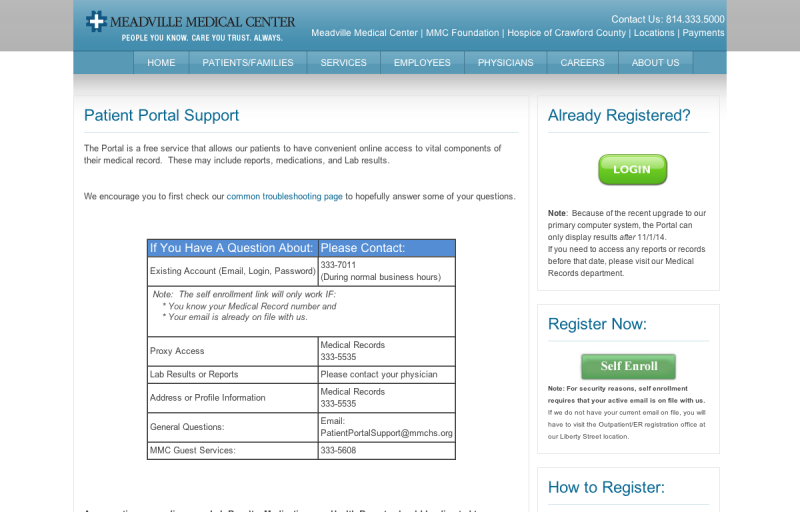 MEADVILLE MEDICAL CENTER
PEOPLE YOU KNOW. CARE YOU TRUST. ALWAYS.
Contact Us: 814.333.5000
Meadville Medical Center | MMC Foundation | Hospice of Crawford County | Locations | Payments
HOME PATIENTS/FAMILIES SERVICES EMPLOYEES PHYSICIANS CAREERS ABOUT US
Patient Portal Support
The Portal is a free service that allows our patients to have convenient online access to vital components of
their medical record. These may include reports, medications, and Lab results.
We encourage you to first check our common troubleshooting page to hopefully answer some of your questions.
If You Have A Question About: Please Contact:
Existing Account (Email, Login, Password) 333-7011
(During normal business hours)
Note: The self enrollment link will only work IF:
* You know your Medical Record number and
* Your email is already on file with us.
Proxy Access Medical Records
333-5535
Lab Results or Reports Please contact your physician
Address or Profile Information Medical Records
333-5535
General Questions: Email:
PatientPortalSupport@mmchs.org
MMC Guest Services: 333-5608
Already Registered?
LOGIN
Note: Because of the recent upgrade to our
primary computer system, the Portal can
only display results after 11/1/14.
If you need to access any reports or records
before that date, please visit our Medical
Records department.
Register Now:
Self Enroll
Note: For security reasons, self enrollment
requires that your active email is on file with us.
If we do not have your current email on file, you will
have to visit the Outpatient/ER registration office at
our Liberty Street location.
How to Register: